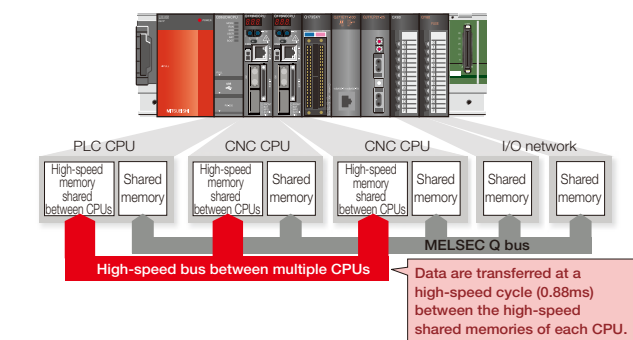 MITSUBISHI
PLC CPU
CNC CPU
CNC CPU
I/O network
High-speed
memory
shared
between CPUs
Shared
memory
High-speed
memory
shared
between CPUs
Shared
memory
High-speed
memory
shared
between CPUs
Shared
memory
Shared
memory
Shared
memory
MELSEC Q bus
High-speed bus between multiple CPUs
Data are transferred at a
high-speed cycle (0.88ms)
between the high-speed
shared memories of each CPU.